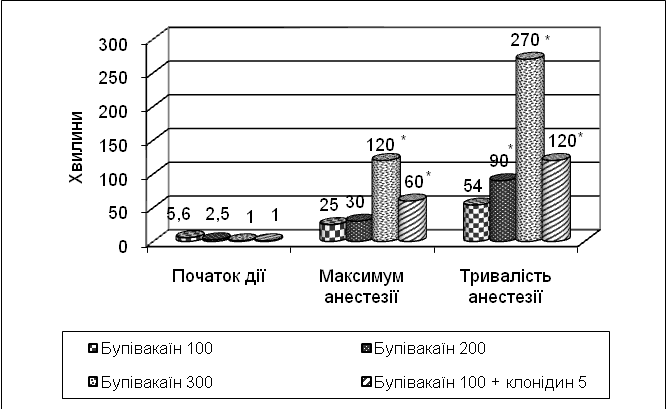 300
250
200
150
100
50
0
Хвилини
5,6 2,5 1 1
25 30 120 * 60 *
54 90 * 270 * 120 *
Початок дії
Максимум
анестезії
Тривалість
анестезії
Бупівакаїн 100
Бупівакаїн 200
Бупівакаїн 300
Бупівакаїн 100 + клонідин 5